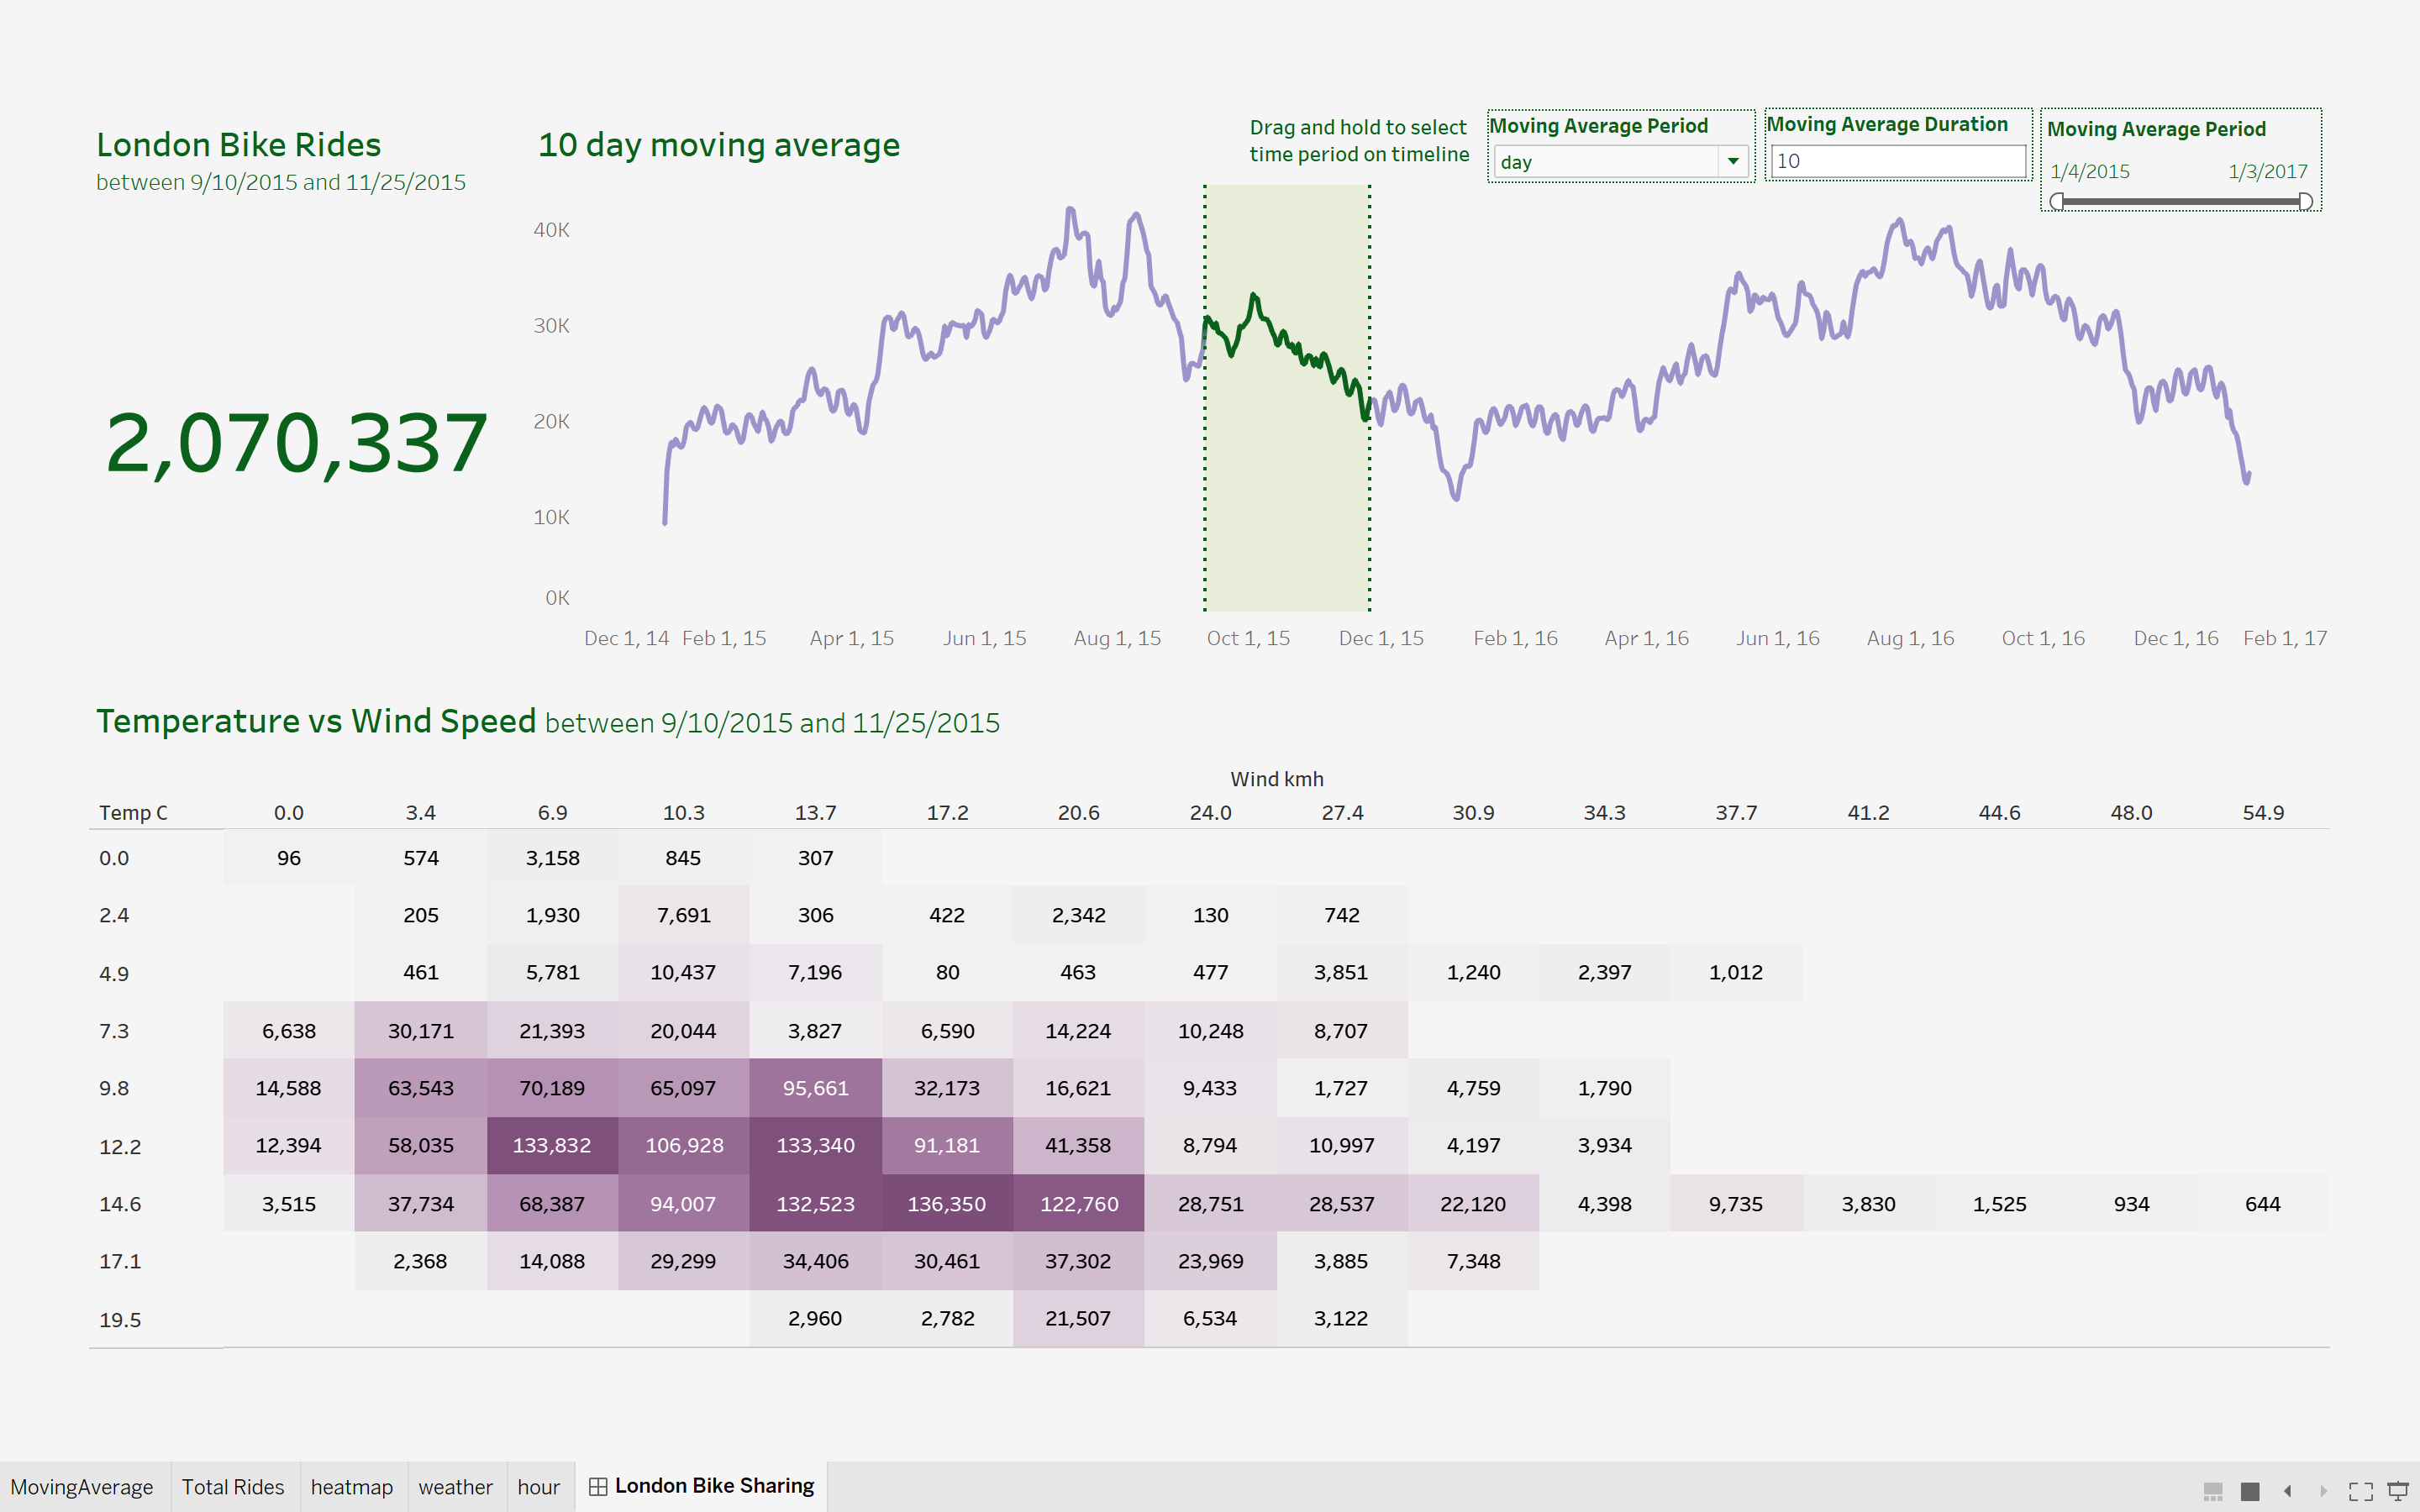 London Bike Rides
between 9/10/2015 and 11/25/2015
10 day moving average
Drag and hold to select
time period on timeline
Moving Average Period
day
Moving Average Duration
10
Moving Average Period
1/4/2015 1/3/2017
2,070,337
40K
30K
20K
10K
0K
Dec 1, 14 Feb 1, 15 Apr 1, 15 Jun 1, 15 Aug 1, 15 Oct 1, 15 Dec 1, 15 Feb 1, 16 Apr 1, 16 Jun 1, 16 Aug 1, 16 Oct 1, 16 Dec 1, 16 Feb 1, 17
Temperature vs Wind Speed between 9/10/2015 and 11/25/2015
Wind kmh
Temp C 0.0 3.4 6.9 10.3 13.7 17.2 20.6 24.0 27.4 30.9 34.3 37.7 41.2 44.6 48.0 54.9
0.0 96 574 3,158 845 307
2.4 205 1,930 7,691 306 422 2,342 130 742
4.9 461 5,781 10,437 7,196 80 463 477 3,851 1,240 2,397 1,012
7.3 6,638 30,171 21,393 20,044 3,827 6,590 14,224 10,248 8,707
9.8 14,588 63,543 70,189 65,097 95,661 32,173 16,621 9,433 1,727 4,759 1,790
12.2 12,394 58,035 133,832 106,928 133,340 91,181 41,358 8,794 10,997 4,197 3,934
14.6 3,515 37,734 68,387 94,007 132,523 136,350 122,760 28,751 28,537 22,120 4,398 9,735 3,830 1,525 934 644
17.1 2,368 14,088 29,299 34,406 30,461 37,302 23,969 3,885 7,348
19.5 2,960 2,782 21,507 6,534 3,122
MovingAverage Total Rides heatmap weather hour London Bike Sharing